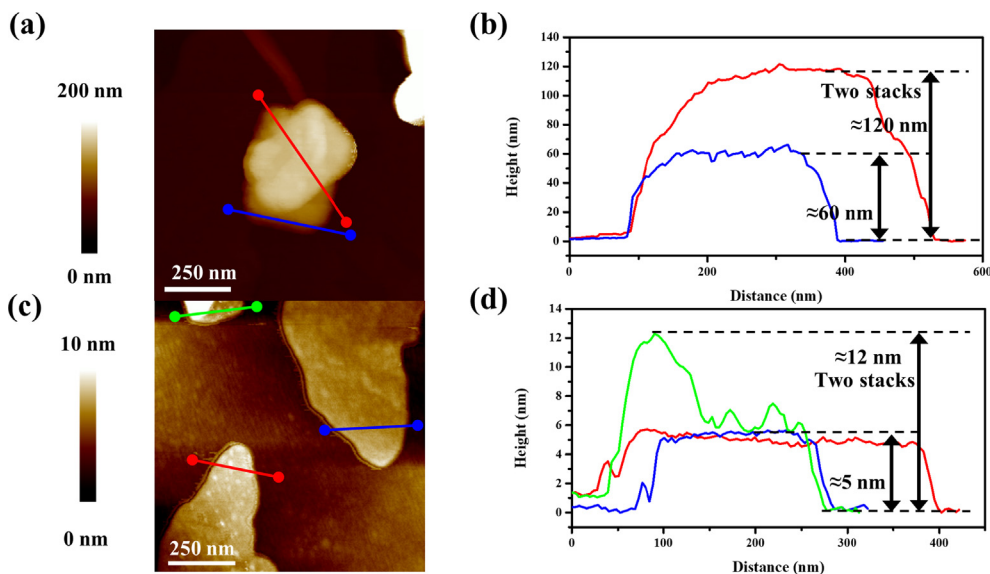 (a)
200 nm
0 nm
250 nm
(b)
140
120
100
80
60
40
20
0
Height (nm)
0
200
400
600
Distance (nm)
Two stacks
≈120 nm
≈60 nm
(c)
10 nm
0 nm
250 nm
(d)
14
12
10
8
6
4
2
0
Height (nm)
0
100
200
300
400
Distance (nm)
≈12 nm
Two stacks
≈5 nm